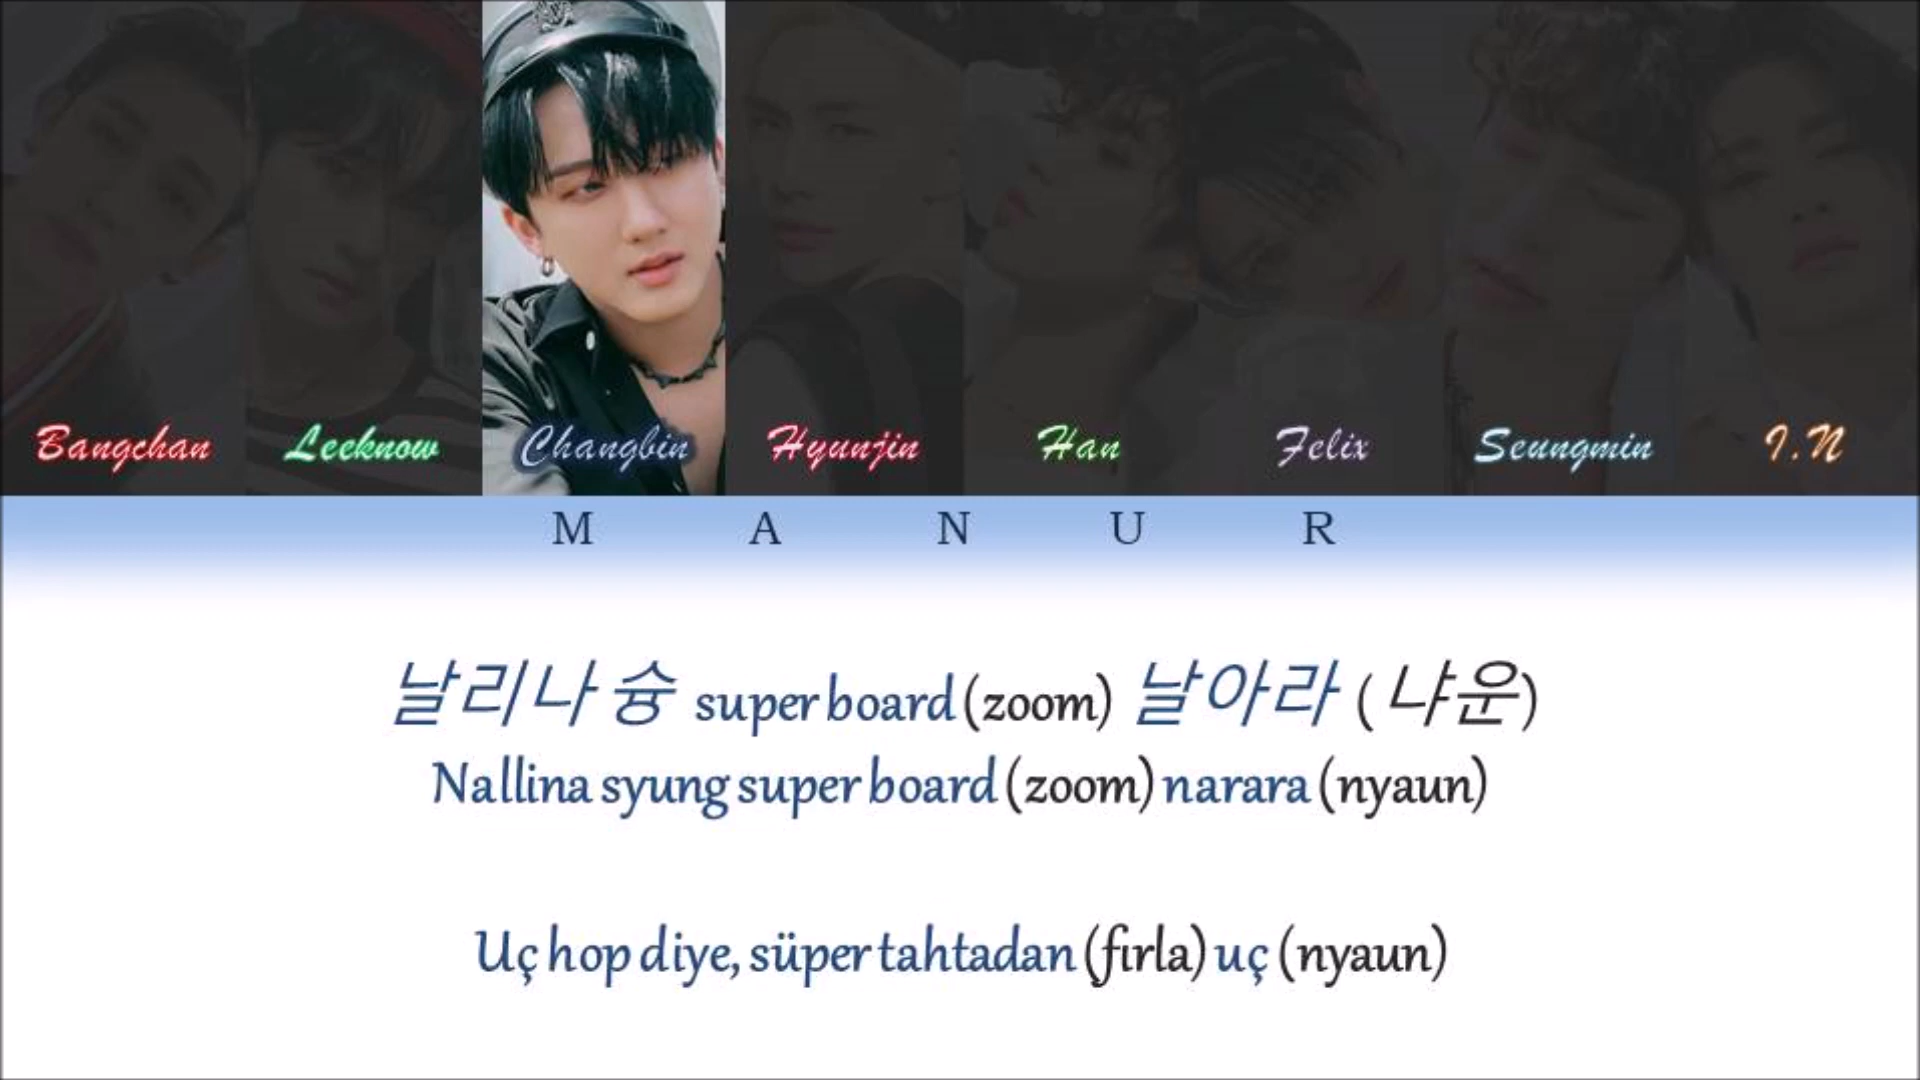 Bangchan Leeknow Changbin Hyunjin Han Felix Seungmin I.N
M A N U R
날리나 슝 super board (zoom) 날아라 ( 냐운)
Nallina syung super board (zoom) narara (nyaun)
Uç hop diye, süper tahtadan (fırla) uç (nyaun)